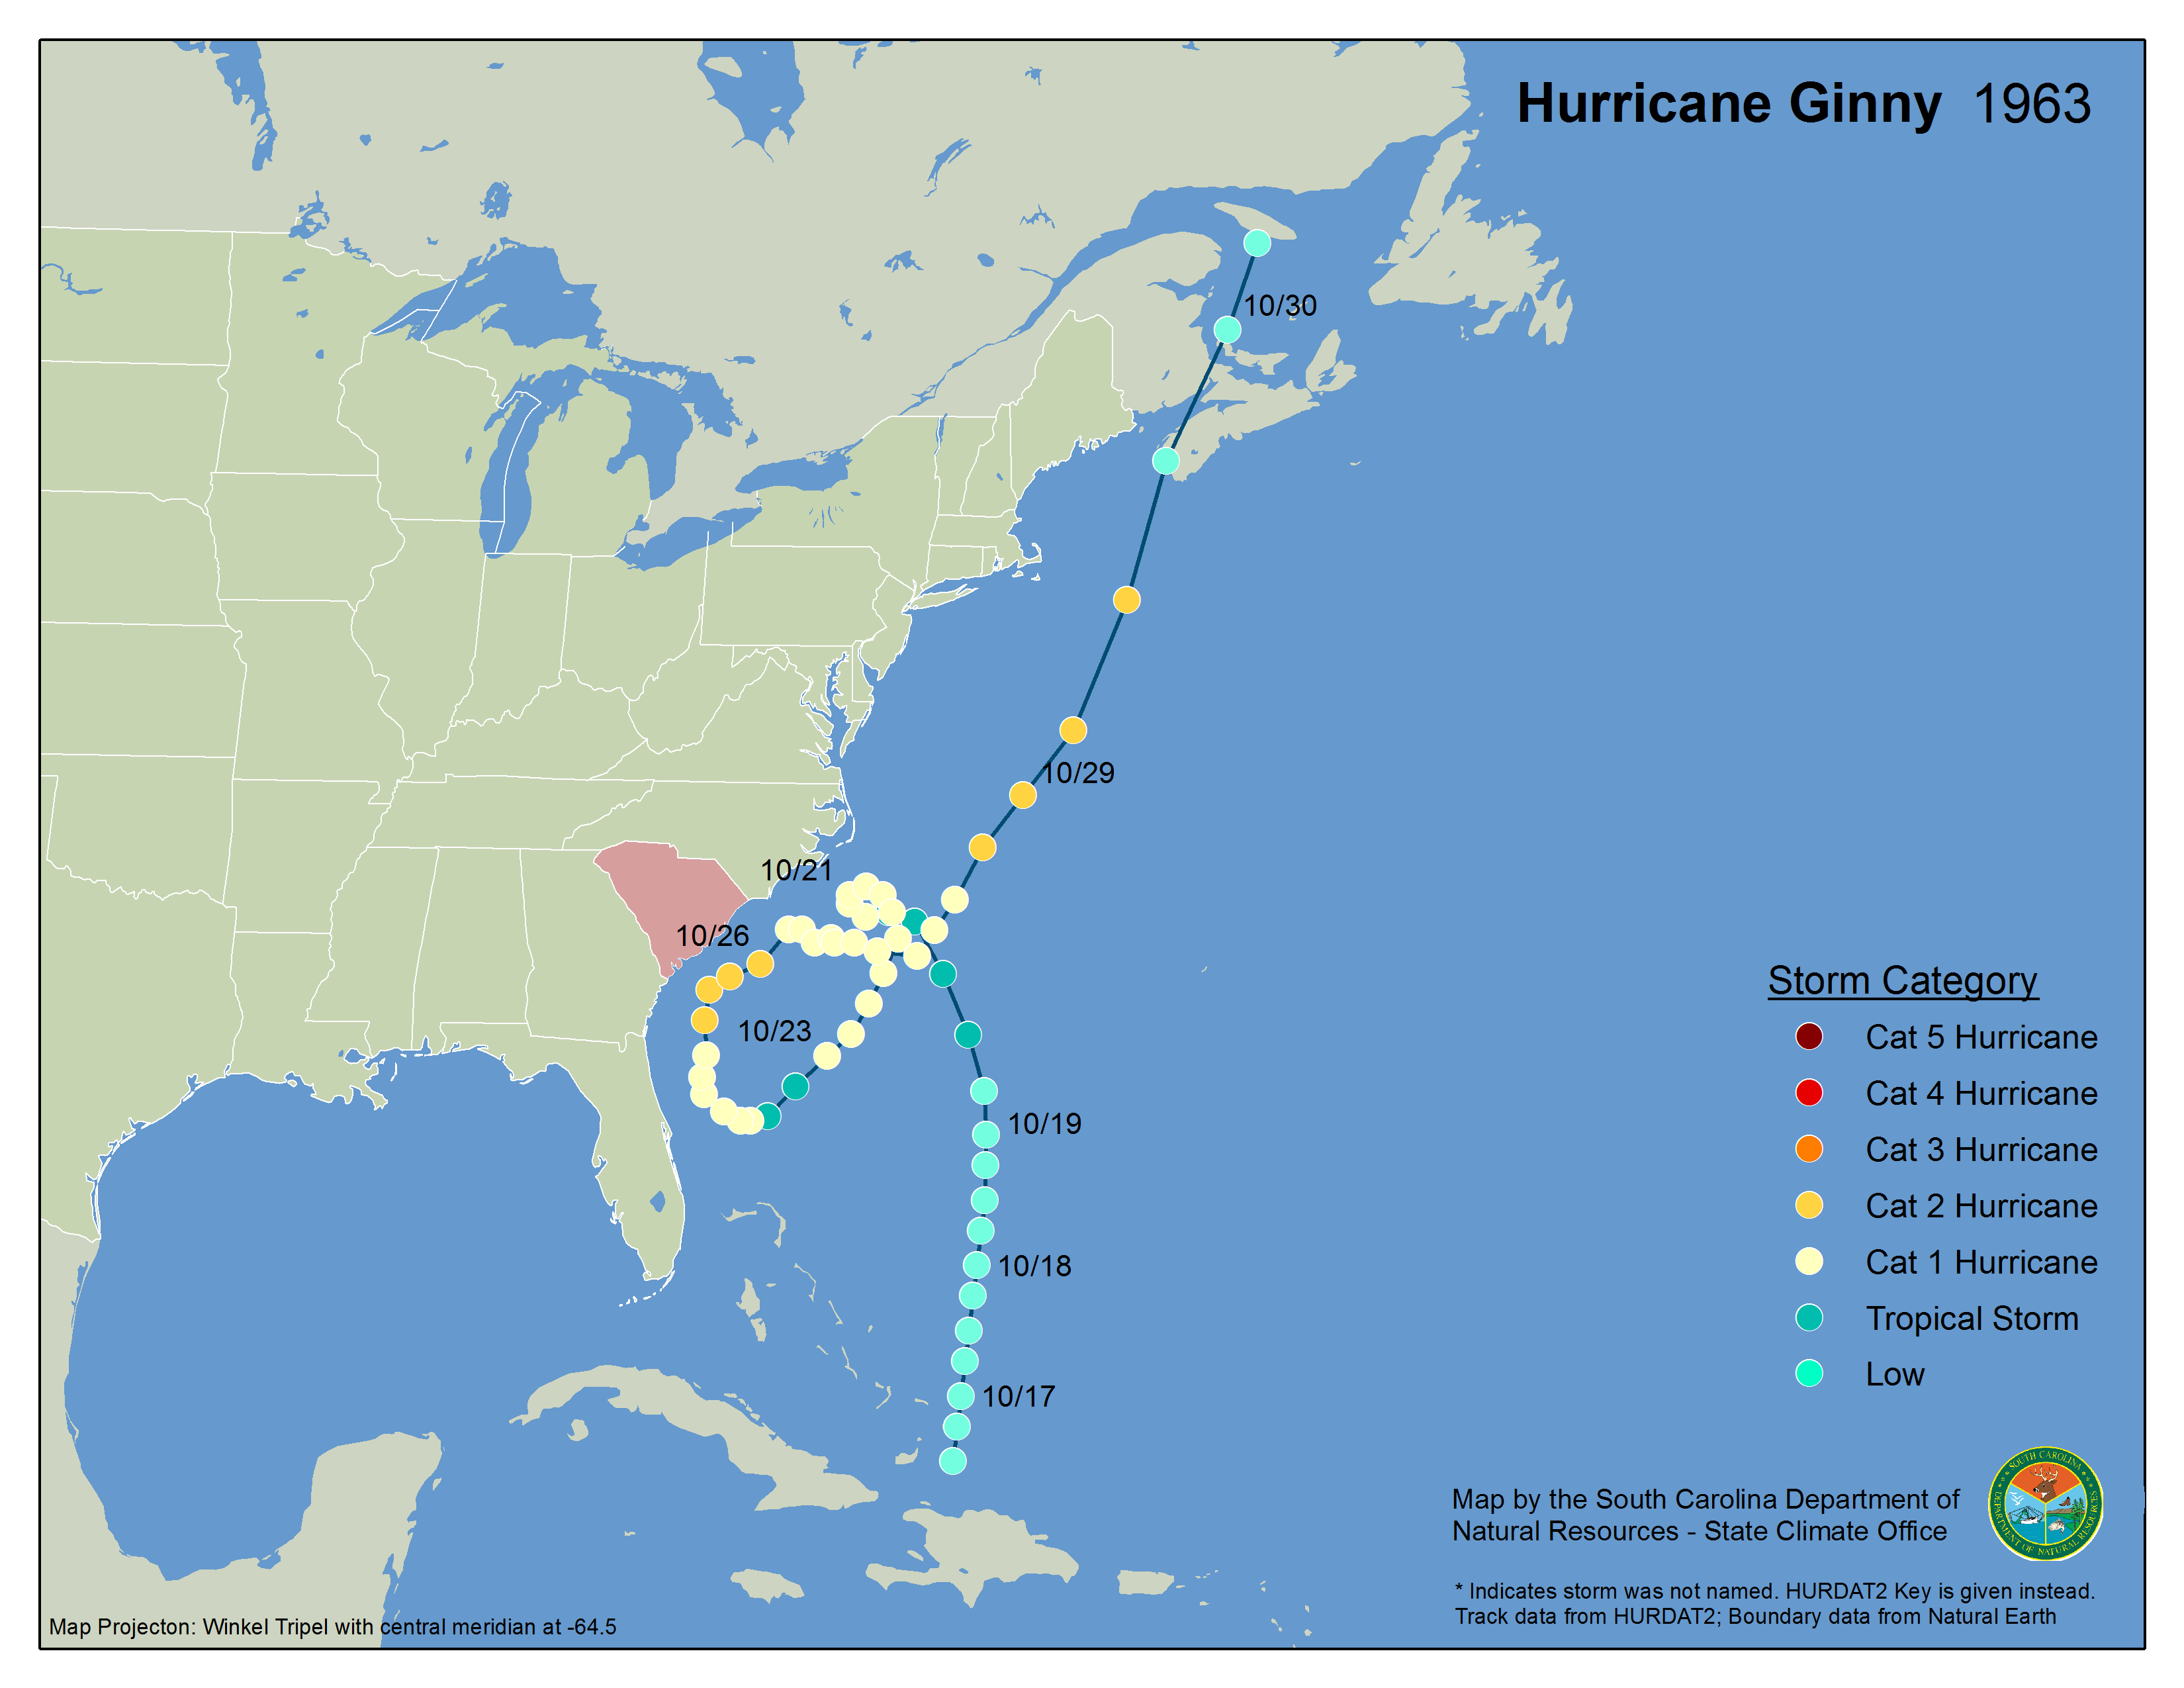 Hurricane Ginny 1963
10/30
10/29
10/21
10/26
10/23
10/19
10/18
10/17
Storm Category
Cat 5 Hurricane
Cat 4 Hurricane
Cat 3 Hurricane
Cat 2 Hurricane
Cat 1 Hurricane
Tropical Storm
Low
Map by the South Carolina Department of
Natural Resources - State Climate Office
SOUTH CAROLINA
DEPARTMENT OF NATURAL RESOURCES
* Indicates storm was not named. HURDAT2 Key is given instead.
Track data from HURDAT2; Boundary data from Natural Earth
Map Projecton: Winkel Tripel with central meridian at -64.5